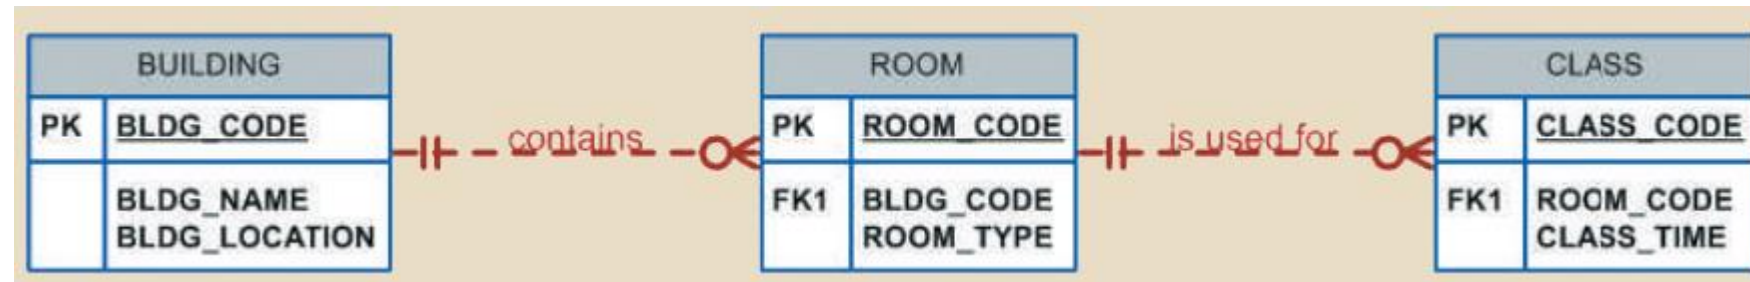 BUILDING
PK BLDG_CODE
BLDG_NAME
BLDG_LOCATION
contains
ROOM
PK ROOM_CODE
FK1 BLDG_CODE
ROOM_TYPE
is used for
CLASS
PK CLASS_CODE
FK1 ROOM_CODE
CLASS_TIME